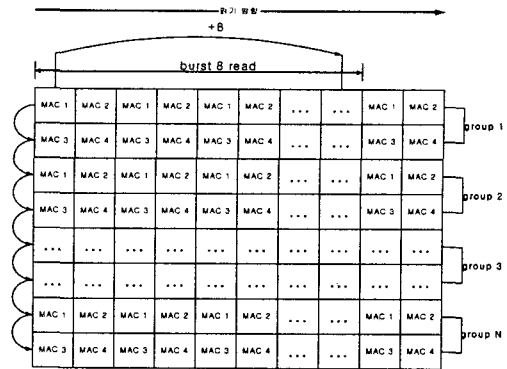 읽기 방향
+8
burst 8 read
MAC 1 MAC 2 MAC 1 MAC 2 MAC 1 MAC 2 ... ... MAC 1 MAC 2
group 1
MAC 3 MAC 4 MAC 3 MAC 4 MAC 3 MAC 4 ... ... MAC 3 MAC 4
MAC 1 MAC 2 MAC 1 MAC 2 MAC 1 MAC 2 ... ... MAC 1 MAC 2
group 2
MAC 3 MAC 4 MAC 3 MAC 4 MAC 3 MAC 4 ... ... MAC 3 MAC 4
... ... ... ... ... ... ... ... ... ...
group 3
... ... ... ... ... ... ... ... ... ...
MAC 1 MAC 2 MAC 1 MAC 2 MAC 1 MAC 2 ... ... MAC 1 MAC 2
group N
MAC 3 MAC 4 MAC 3 MAC 4 MAC 3 MAC 4 ... ... MAC 3 MAC 4